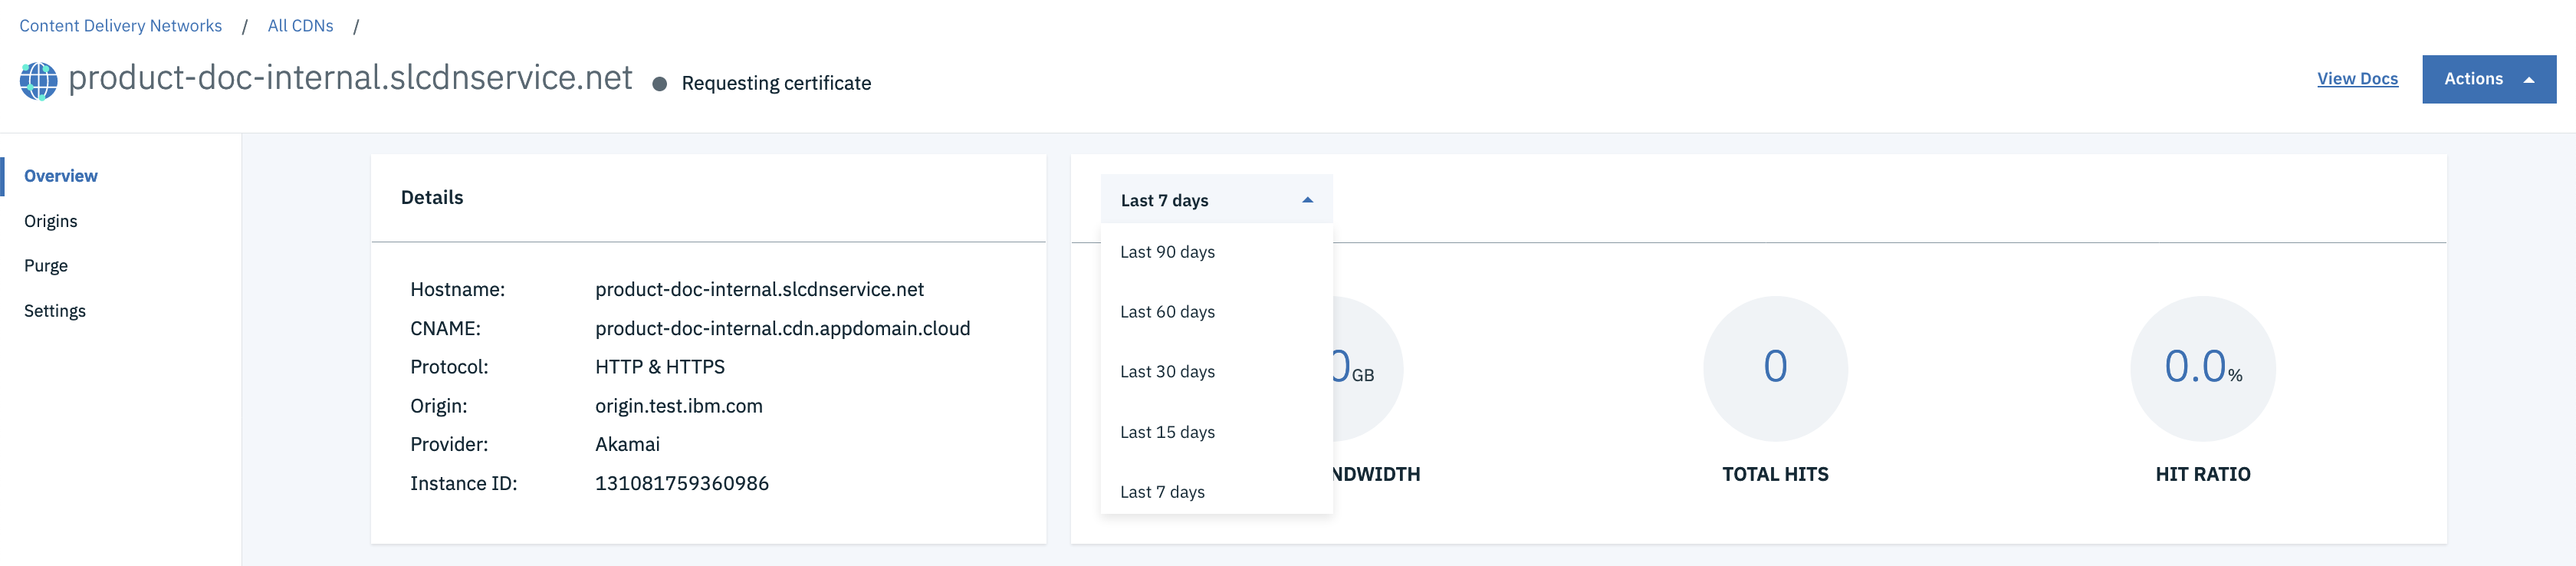 Content Delivery Networks / All CDNs /
product-doc-internal.slcdnservice.net Requesting certificate
View Docs Actions
Overview
Origins
Purge
Settings
Details
Hostname: product-doc-internal.slcdnservice.net
CNAME: product-doc-internal.cdn.appdomain.cloud
Protocol: HTTP & HTTPS
Origin: origin.test.ibm.com
Provider: Akamai
Instance ID: 131081759360986
Last 7 days
Last 90 days
Last 60 days
Last 30 days
Last 15 days
Last 7 days
0GB
NDWIDTH
0
TOTAL HITS
0.0%
HIT RATIO